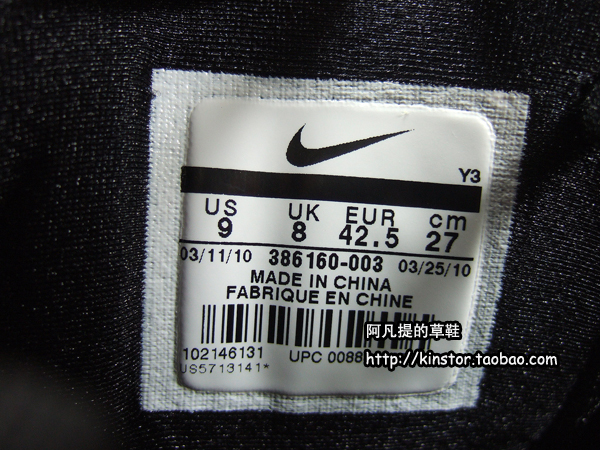 Y3
US UK EUR cm
9 8 42.5 27
03/11/10 386160-003 03/25/10
MADE IN CHINA
FABRIQUE EN CHINE
阿凡提的草鞋
102146131 UPC 0088
http://kinstor.taobao.com
US5713141*